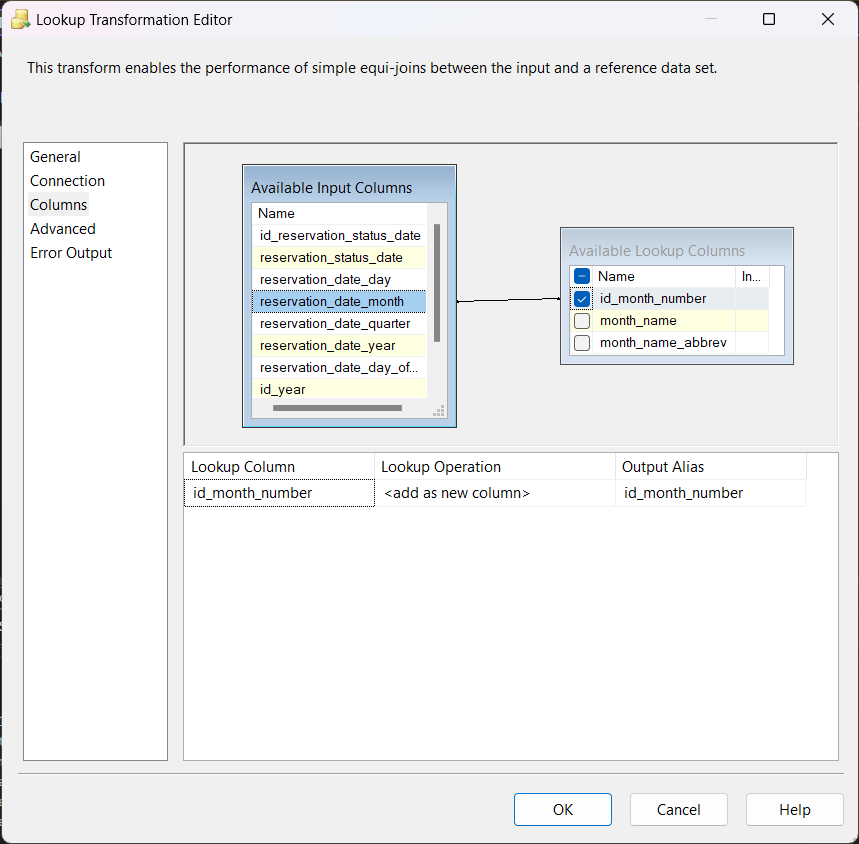 Lookup Transformation Editor
This transform enables the performance of simple equi-joins between the input and a reference data set.
General
Connection
Columns
Advanced
Error Output
Available Input Columns
Name
id_reservation_status_date
reservation_status_date
reservation_date_day
reservation_date_month
reservation_date_quarter
reservation_date_year
reservation_date_day_of...
id_year
Available Lookup Columns
Name In...
id_month_number
month_name
month_name_abbrev
Lookup Column Lookup Operation Output Alias
id_month_number <add as new column> id_month_number
OK Cancel Help